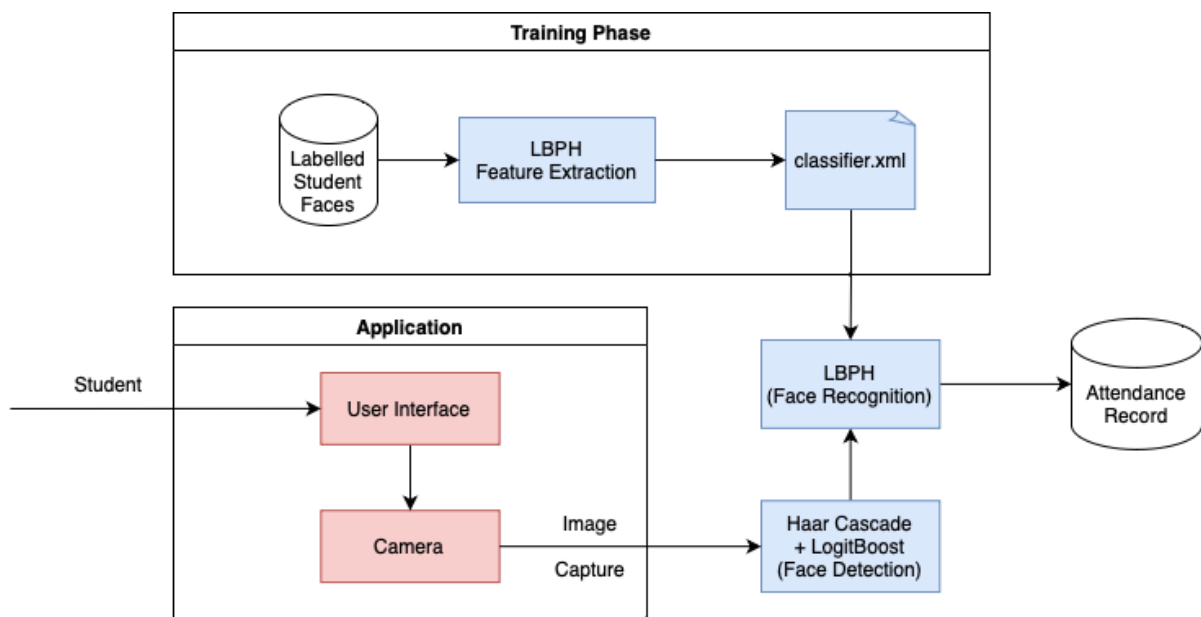 Training Phase
Labelled
Student
Faces
LBPH
Feature Extraction
classifier.xml
Application
Student
User Interface
Camera
Image
Capture
LBPH
(Face Recognition)
Attendance
Record
Haar Cascade
+ LogitBoost
(Face Detection)